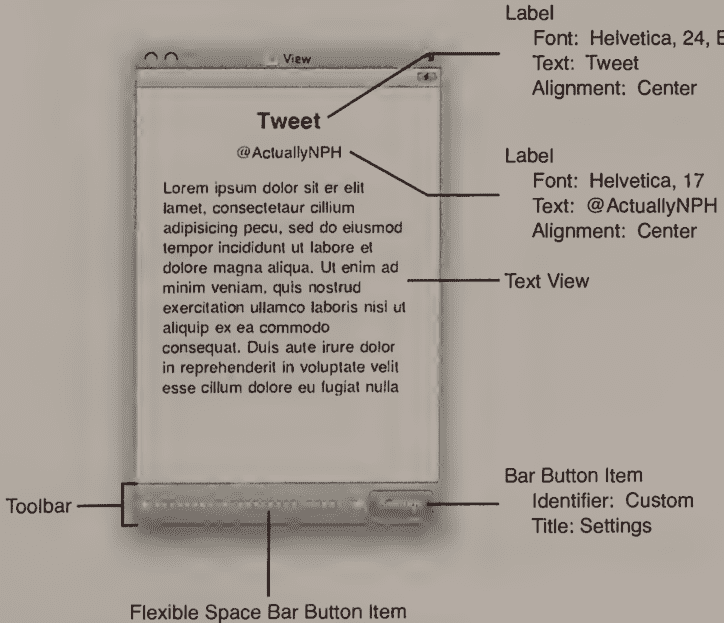 Label
Font: Helvetica, 24, B
Text: Tweet
Alignment: Center
View
Tweet
@ActuallyNPH
Label
Font: Helvetica, 17
Text: @ActuallyNPH
Alignment: Center
Lorem ipsum dolor sit er elit
lamet, consectetaur cillium
adipisicing pecu, sed do eiusmod
tempor incididunt ut labore et
dolore magna aliqua. Ut enim ad
minim veniam, quis nostrud
exercitation ullamco laboris nisi ut
aliquip ex ea commodo
consequat. Duis aute irure dolor
in reprehenderit in voluptate velit
esse cillum dolore eu fugiat nulla
Text View
Bar Button Item
Identifier: Custom
Title: Settings
Toolbar
Flexible Space Bar Button Item